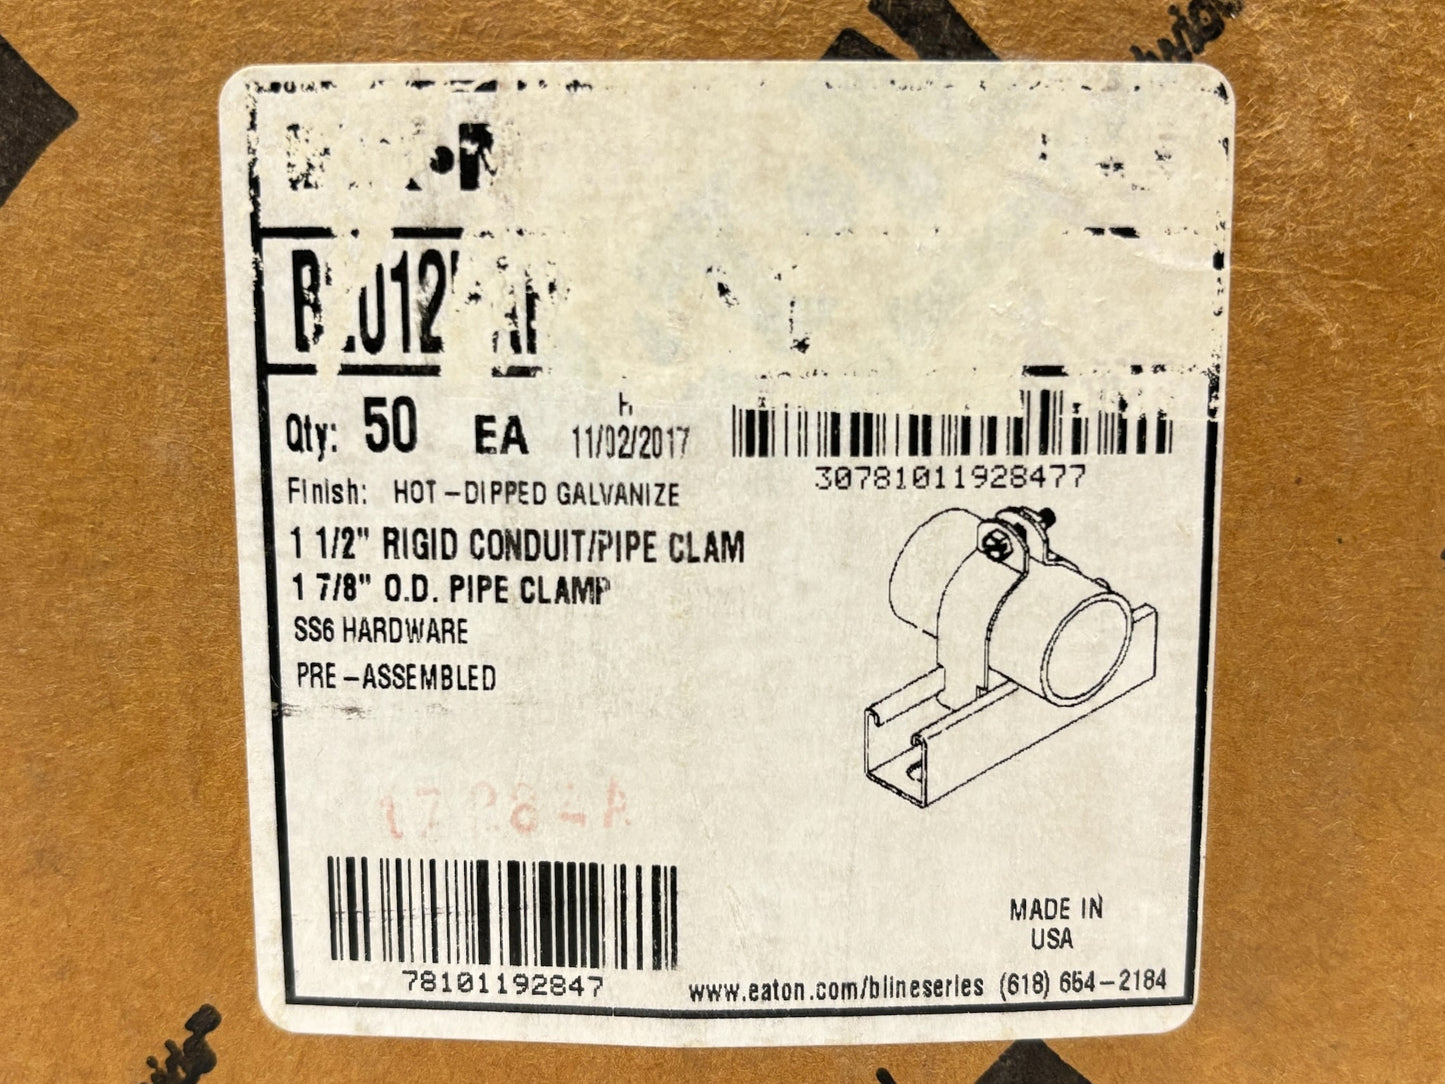 Qty: 50 EA 11/02/2017
30781011928477
Finish: HOT-DIPPED GALVANIZE
1 1/2" RIGID CONDUIT/PIPE CLAM
1 7/8" O.D. PIPE CLAMP
SS6 HARDWARE
PRE-ASSEMBLED
78101192847
MADE IN
USA
www.eaton.com/blineseries (618) 654-2184